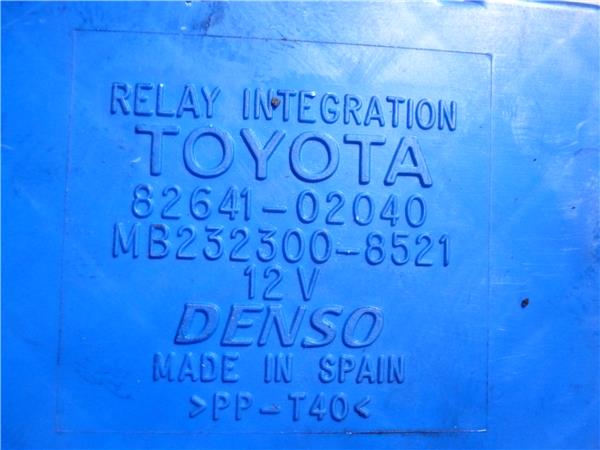 RELAY INTEGRATION
TOYOTA
82641-02040
MB232300-8521
12V
DENSO
MADE IN SPAIN
>PP-T40<